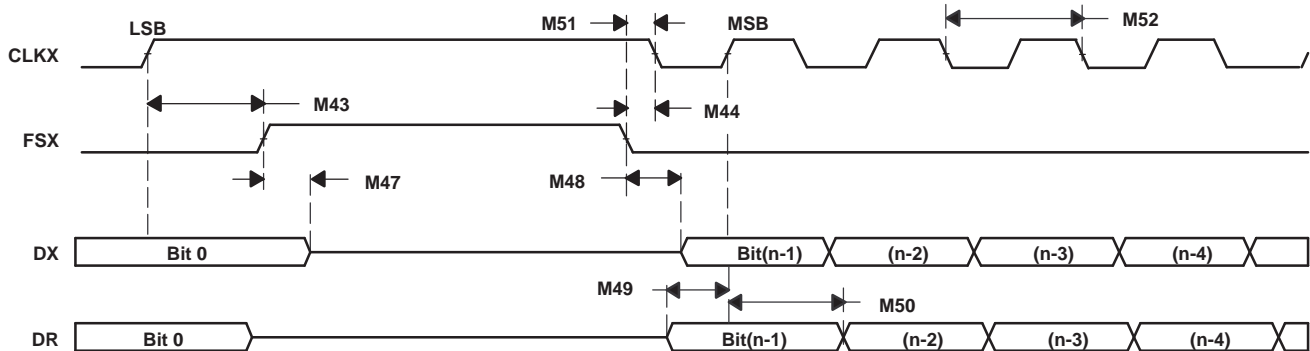 LSB M51 MSB M52
CLKX
M43 M44
FSX
M47 M48
DX Bit 0 Bit(n-1) (n-2) (n-3) (n-4)
M49 M50
DR Bit 0 Bit(n-1) (n-2) (n-3) (n-4)